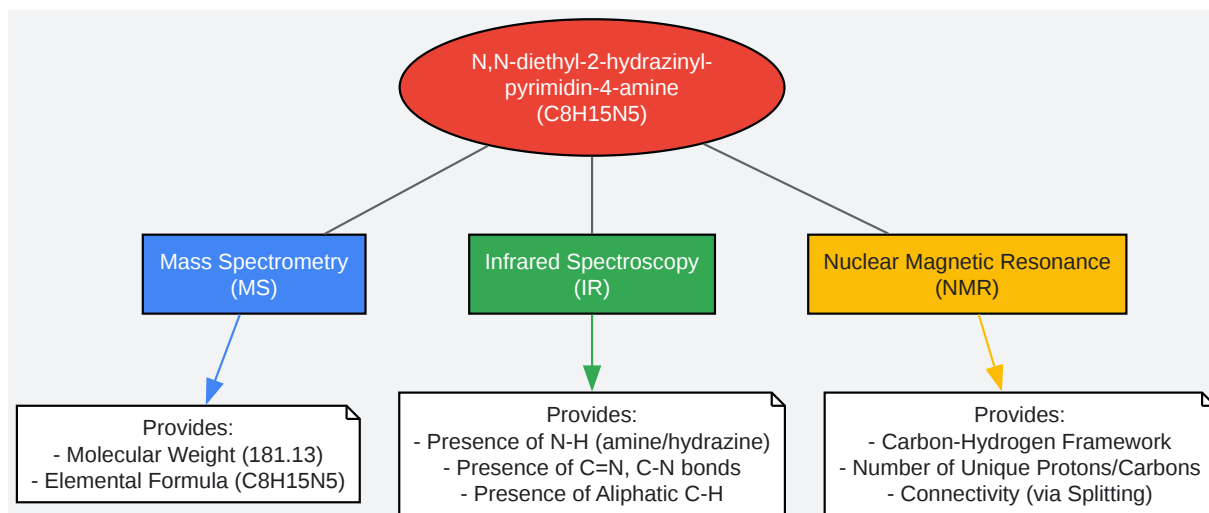 N,N-diethyl-2-hydrazinyl-
pyrimidin-4-amine
(C8H15N5)
Mass Spectrometry
(MS)
Infrared Spectroscopy
(IR)
Nuclear Magnetic Resonance
(NMR)
Provides:
- Molecular Weight (181.13)
- Elemental Formula (C8H15N5)
Provides:
- Presence of N-H (amine/hydrazine)
- Presence of C=N, C-N bonds
- Presence of Aliphatic C-H
Provides:
- Carbon-Hydrogen Framework
- Number of Unique Protons/Carbons
- Connectivity (via Splitting)